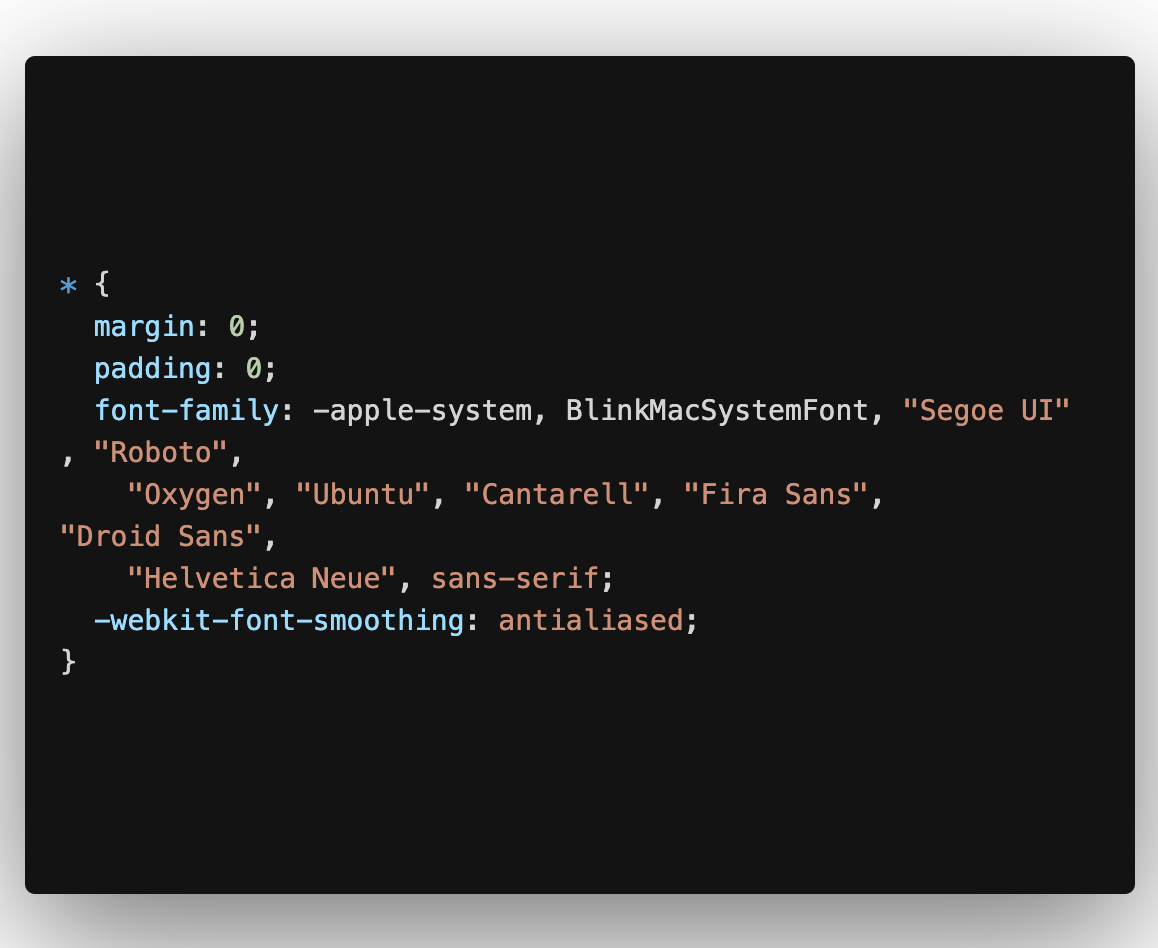 * {
  margin: 0;
  padding: 0;
  font-family: -apple-system, BlinkMacSystemFont, "Segoe UI"
, "Roboto",
    "Oxygen", "Ubuntu", "Cantarell", "Fira Sans",
"Droid Sans",
    "Helvetica Neue", sans-serif;
  -webkit-font-smoothing: antialiased;
}